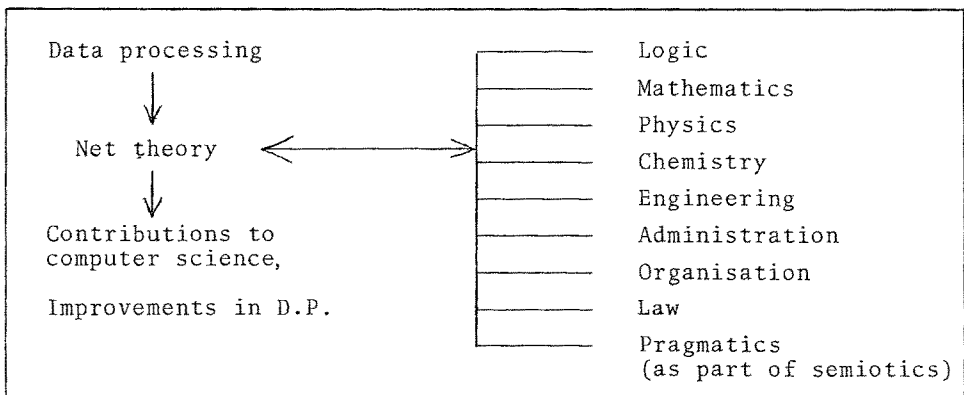 Data processing
Net theory
Contributions to
computer science,
Improvements in D.P.
Logic
Mathematics
Physics
Chemistry
Engineering
Administration
Organisation
Law
Pragmatics
(as part of semiotics)